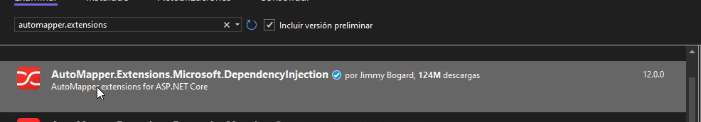 automapper.extensions
Incluir versión preliminar
AutoMapper.Extensions.Microsoft.DependencyInjection por Jimmy Bogard, 124M descargas 12.0.0
AutoMapper extensions for ASP.NET Core